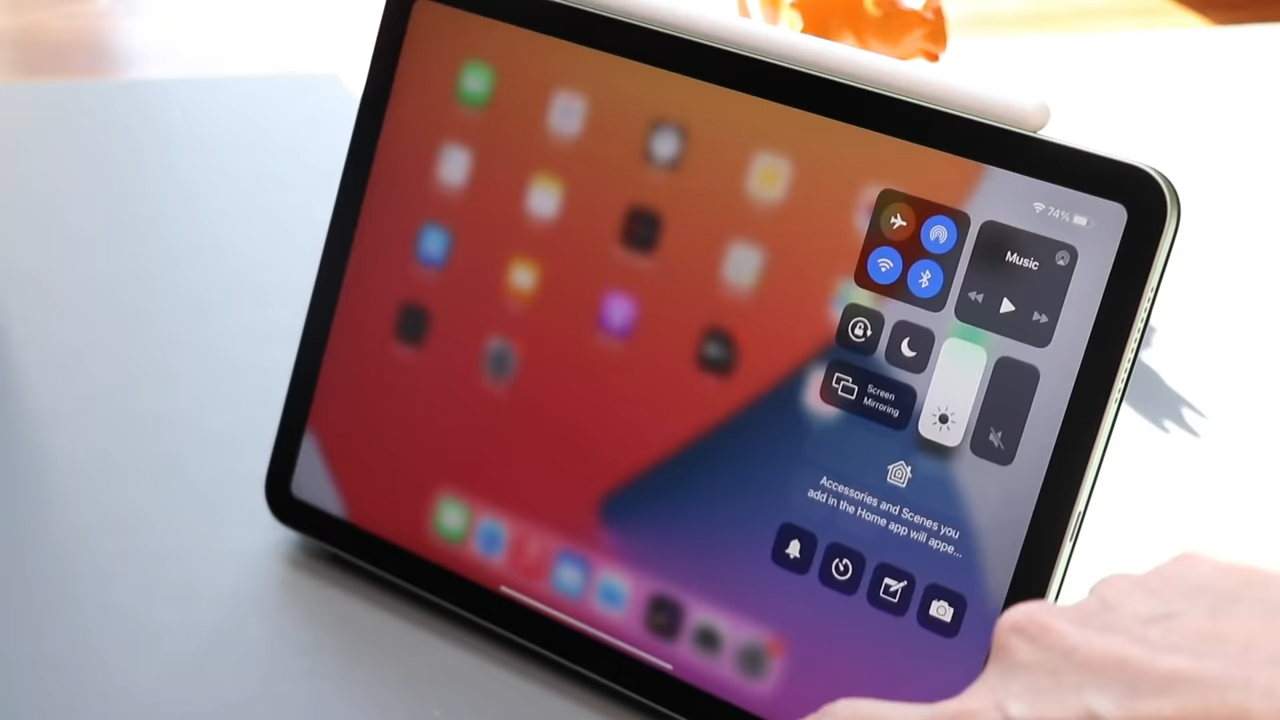 74%
Music
Screen
Mirroring
Accessories and Scenes you
add in the Home app will appe...